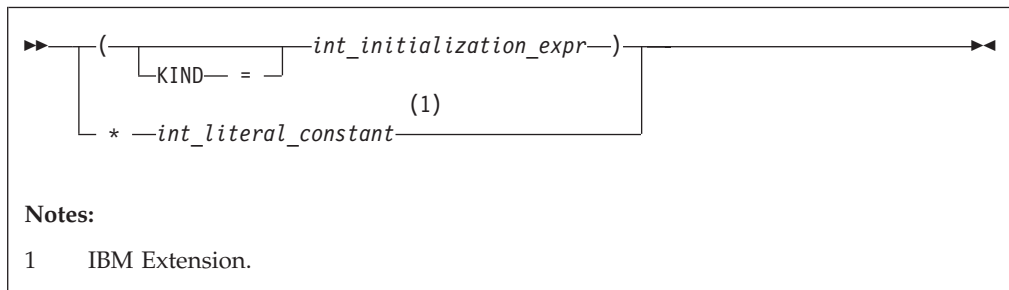 ( int_initialization_expr )
KIND =
(1)
* int_literal_constant
Notes:
1 IBM Extension.